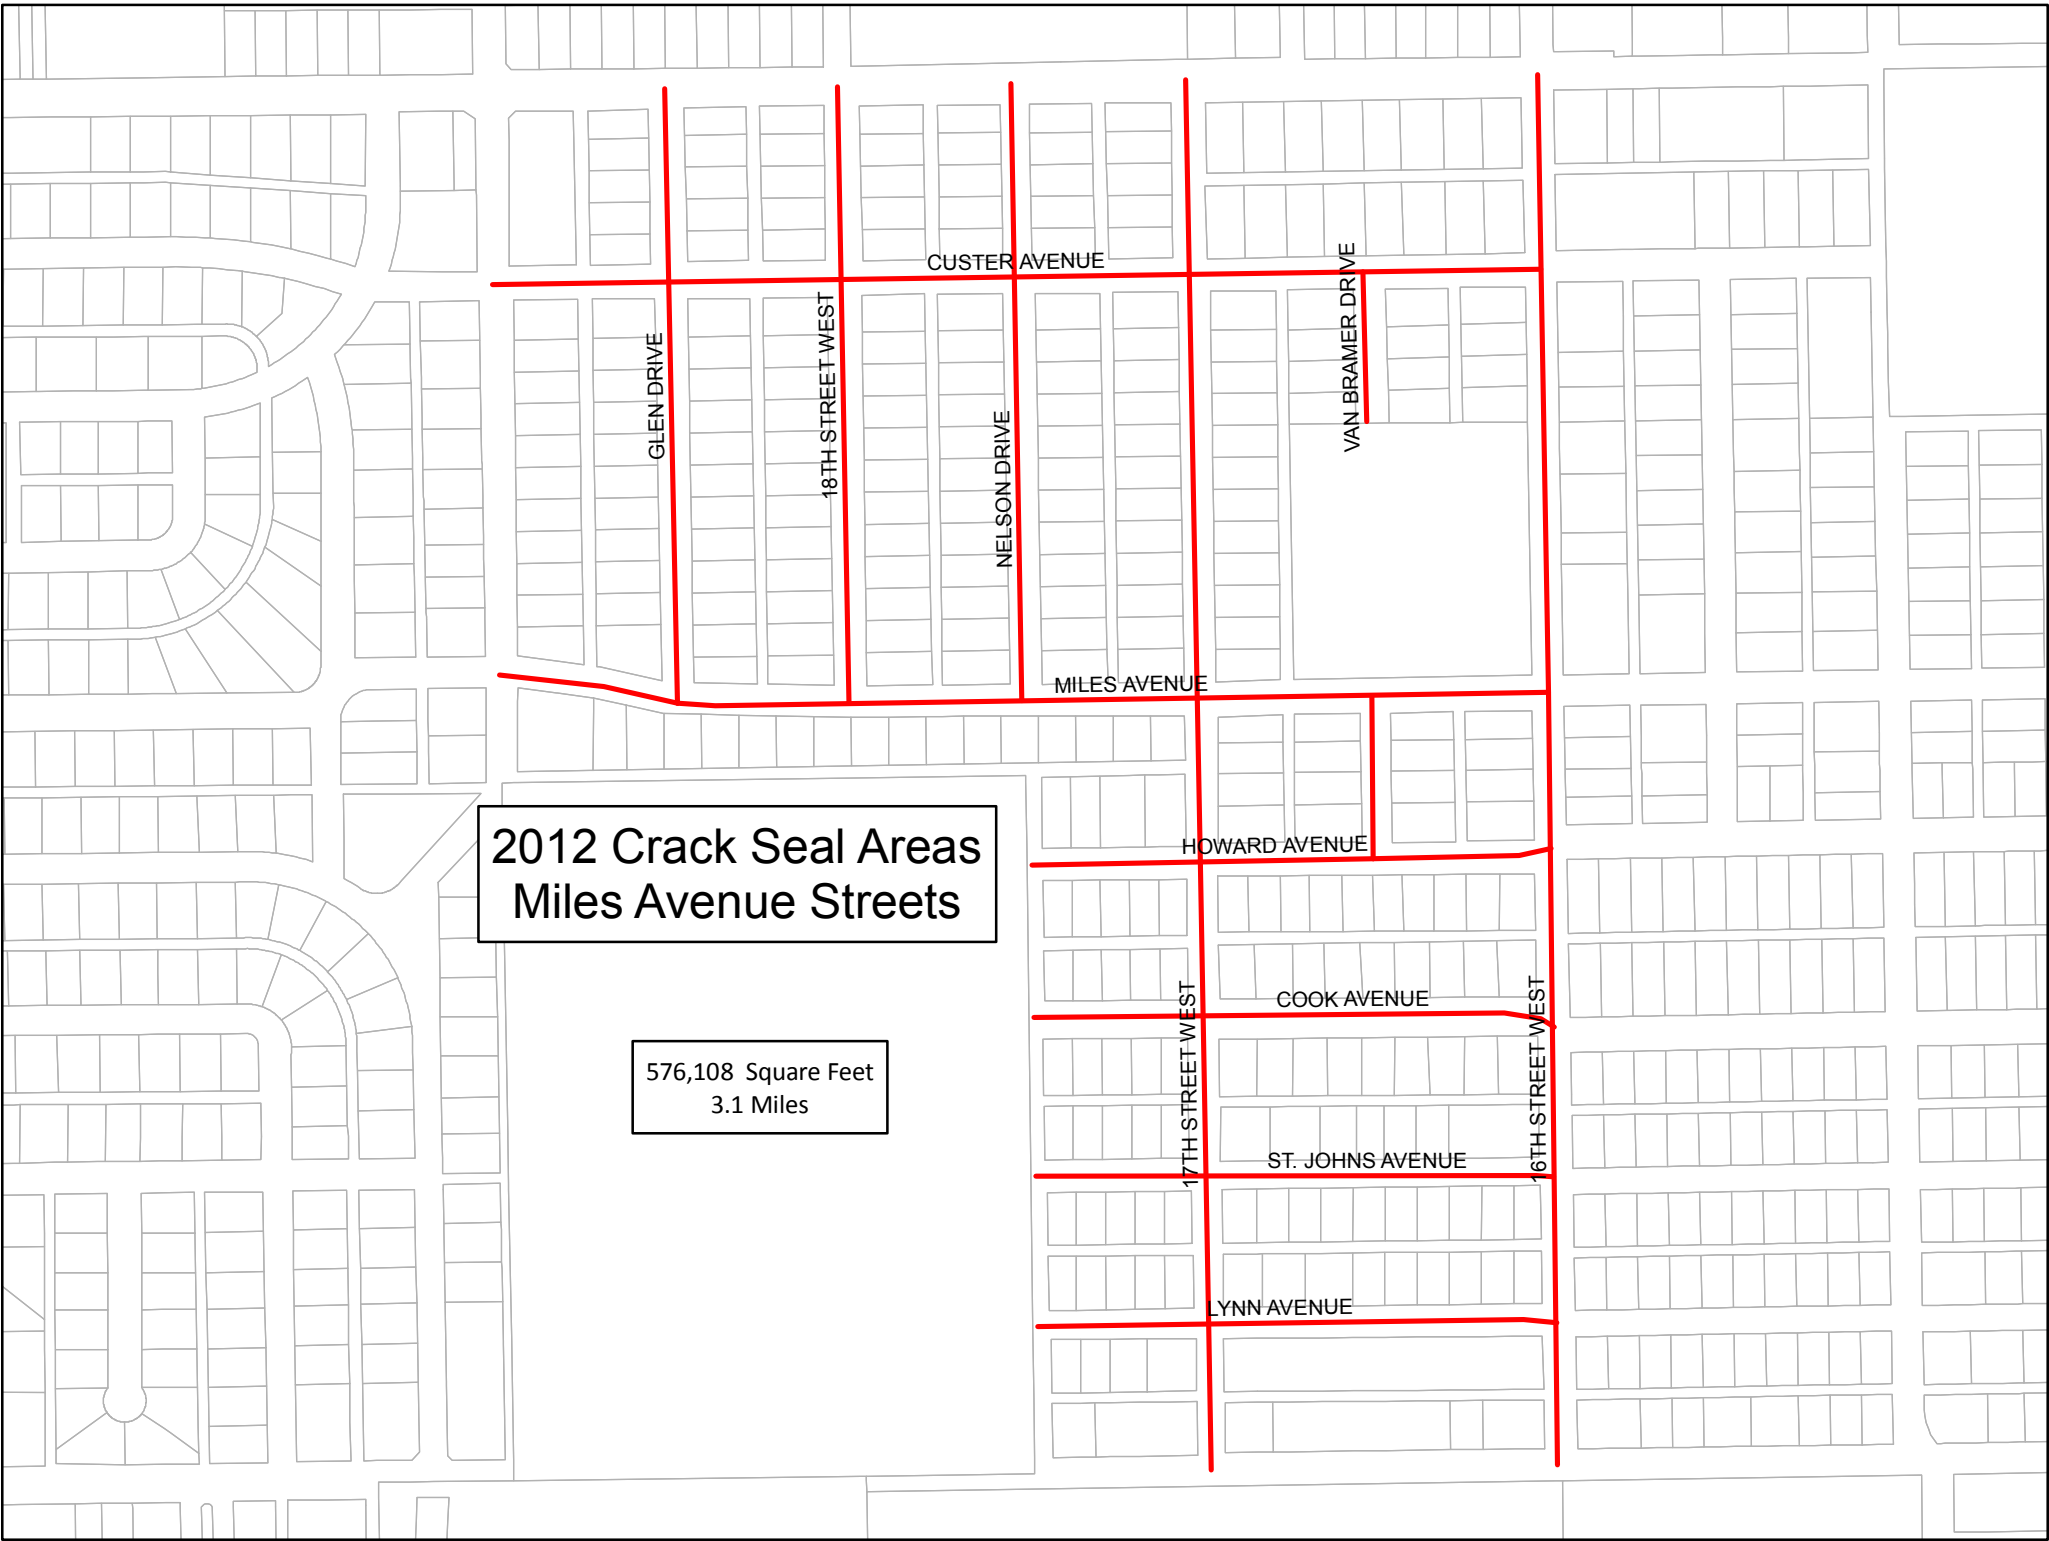 CUSTER AVENUE
VAN BRAMER DRIVE
GLEN DRIVE
18TH STREET WEST
NELSON DRIVE
MILES AVENUE
2012 Crack Seal Areas
Miles Avenue Streets
HOWARD AVENUE
576,108 Square Feet
3.1 Miles
COOK AVENUE
17TH STREET WEST
16TH STREET WEST
ST. JOHNS AVENUE
LYNN AVENUE